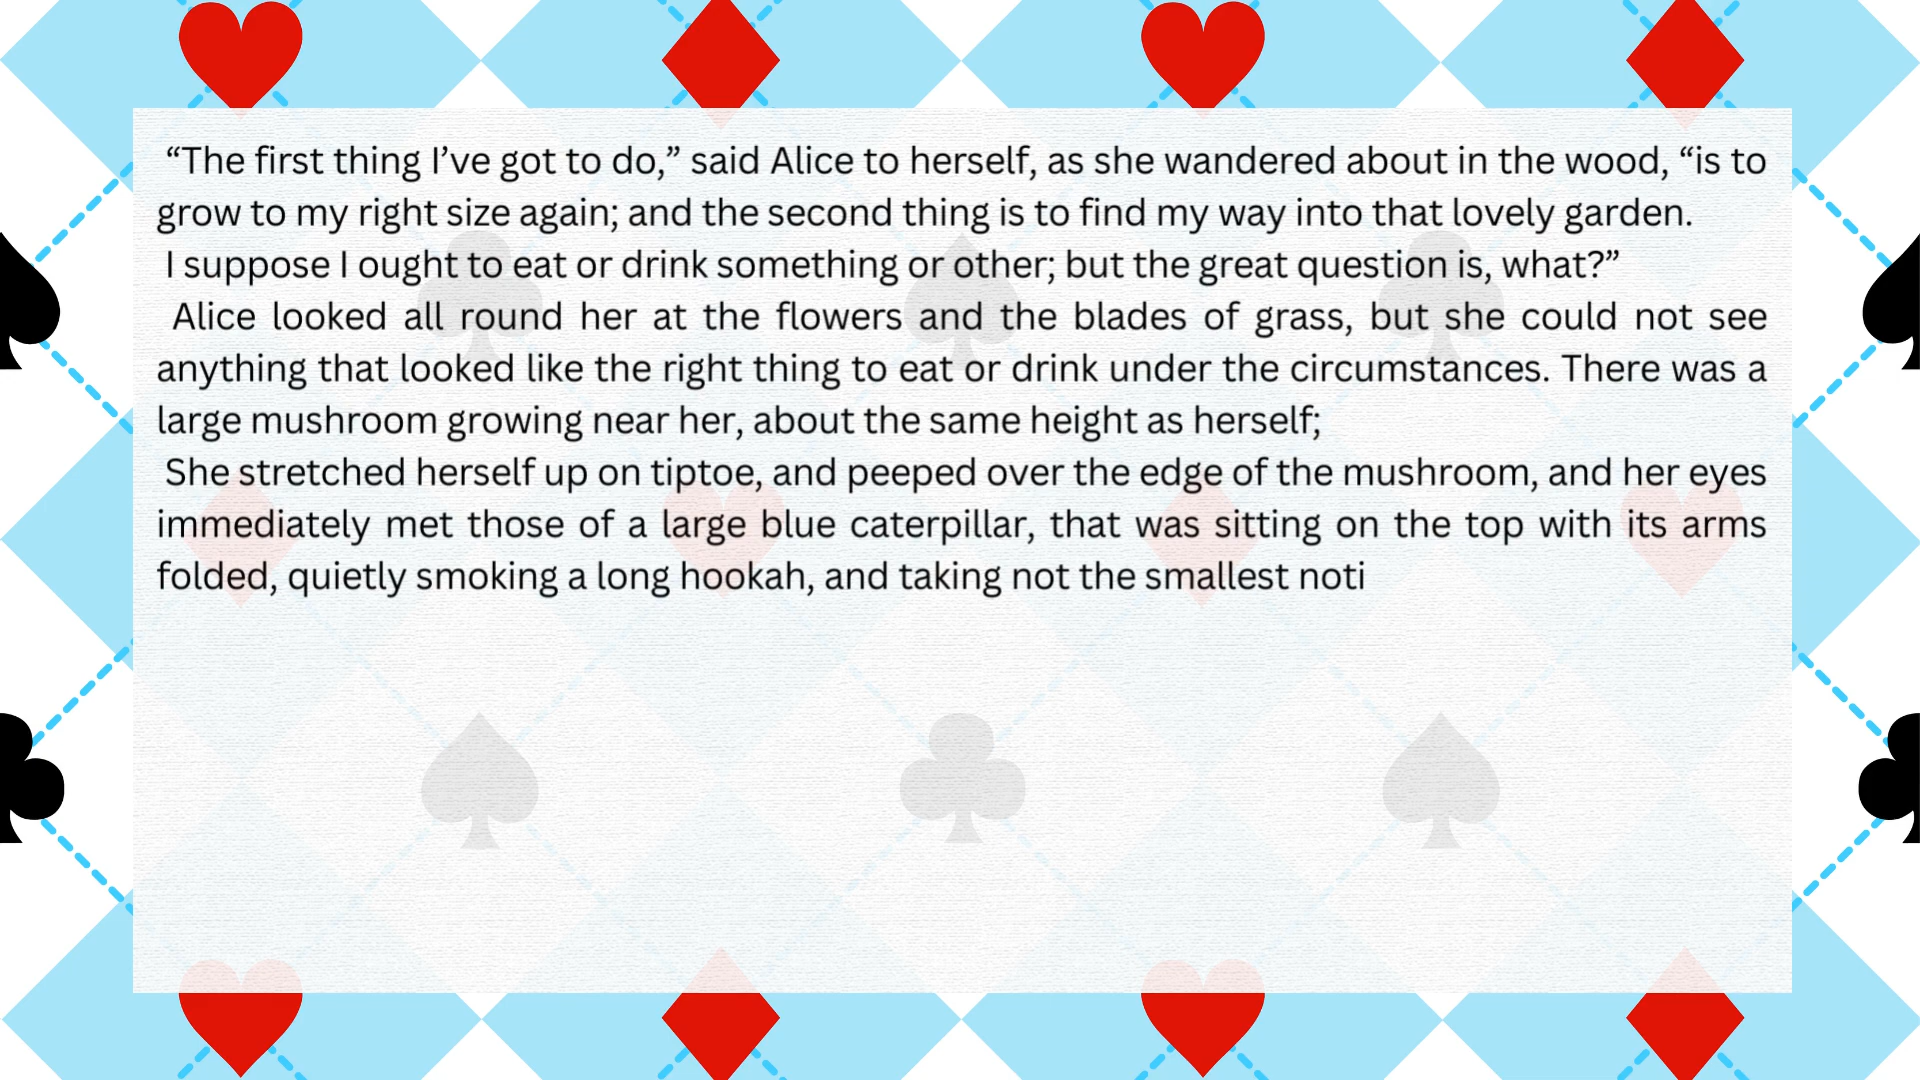 “The first thing I’ve got to do,” said Alice to herself, as she wandered about in the wood, “is to
grow to my right size again; and the second thing is to find my way into that lovely garden.
I suppose I ought to eat or drink something or other; but the great question is, what?”
Alice looked all round her at the flowers and the blades of grass, but she could not see
anything that looked like the right thing to eat or drink under the circumstances. There was a
large mushroom growing near her, about the same height as herself;
She stretched herself up on tiptoe, and peeped over the edge of the mushroom, and her eyes
immediately met those of a large blue caterpillar, that was sitting on the top with its arms
folded, quietly smoking a long hookah, and taking not the smallest noti